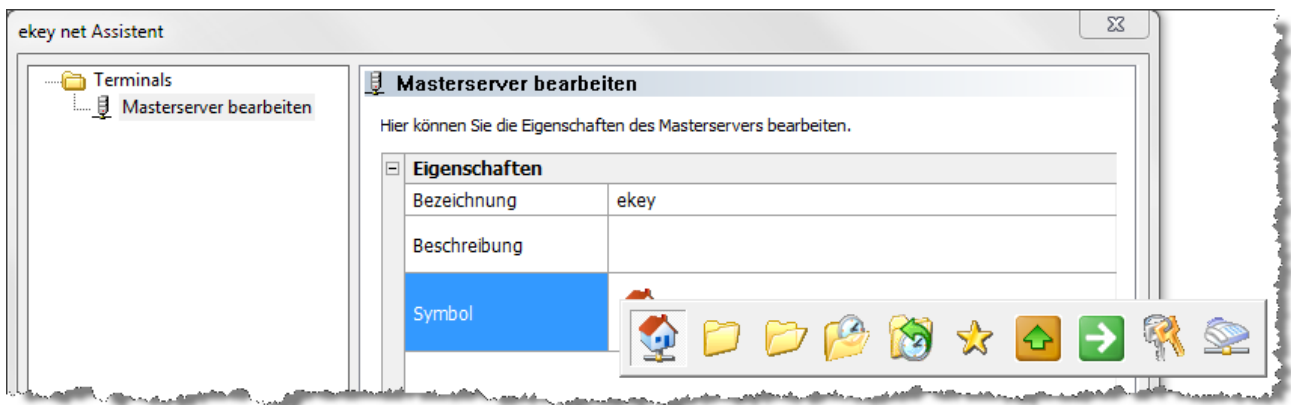 ekey net Assistent
Terminals
Masterserver bearbeiten
Masterserver bearbeiten
Hier können Sie die Eigenschaften des Masterservers bearbeiten.
Eigenschaften
Bezeichnung ekey
Beschreibung
Symbol